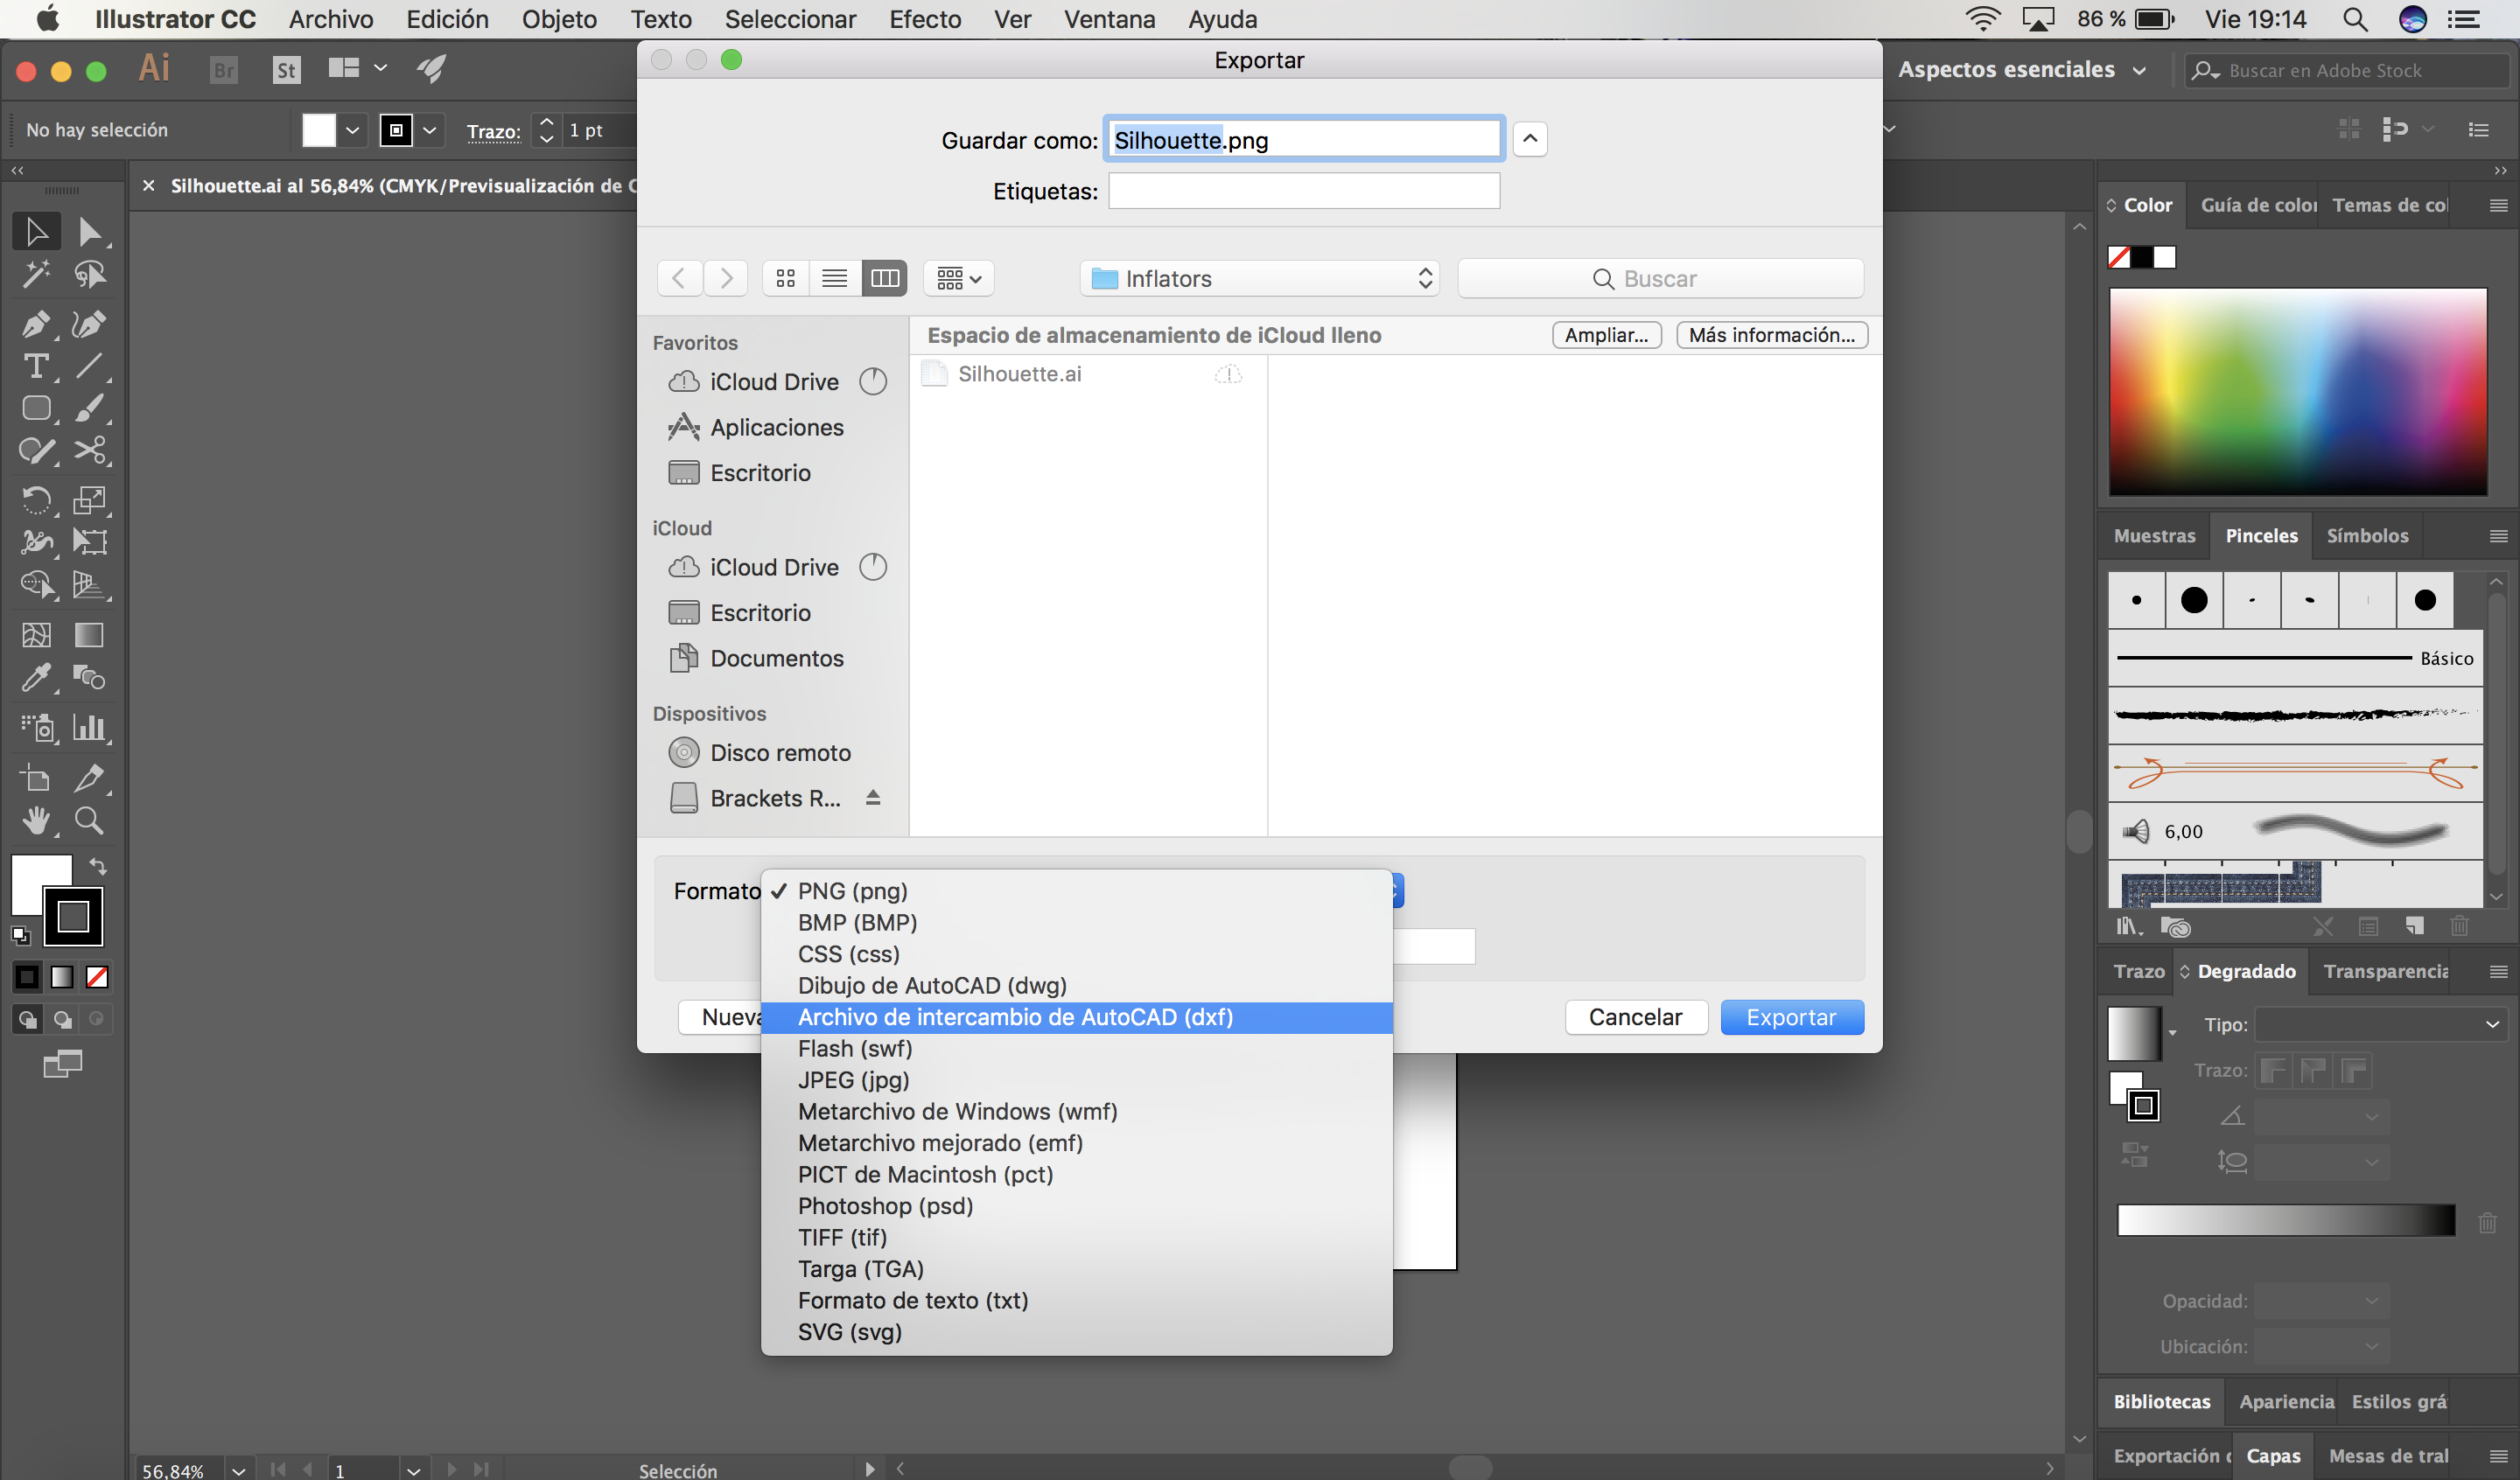 Illustrator CC Archivo Edición Objeto Texto Seleccionar Efecto Ver Ventana Ayuda 86 % Vie 19:14
Ai Br St Exportar Aspectos esenciales Buscar en Adobe Stock
No hay selección Trazo: 1 pt
Guardar como: Silhouette.png
Etiquetas:
Silhouette.ai al 56,84% (CMYK/Previsualización de
Color Guía de color Temas de col
Inflators Buscar
Favoritos
iCloud Drive
Aplicaciones
Escritorio
iCloud
iCloud Drive
Escritorio
Documentos
Dispositivos
Disco remoto
Brackets R...
Espacio de almacenamiento de iCloud lleno Ampliar... Más información...
Silhouette.ai
Formato
PNG (png)
BMP (BMP)
CSS (css)
Dibujo de AutoCAD (dwg)
Archivo de intercambio de AutoCAD (dxf)
Flash (swf)
JPEG (jpg)
Metarchivo de Windows (wmf)
Metarchivo mejorado (emf)
PICT de Macintosh (pct)
Photoshop (psd)
TIFF (tif)
Targa (TGA)
Formato de texto (txt)
SVG (svg)
Nueva Cancelar Exportar
Muestras Pinceles Símbolos
Básico
6,00
Trazo Degradado Transparencia
Tipo:
Trazo:
Opacidad:
Ubicación:
Bibliotecas Apariencia Estilos grá
Exportación Capas Mesas de tral
56,84% 1 Selección